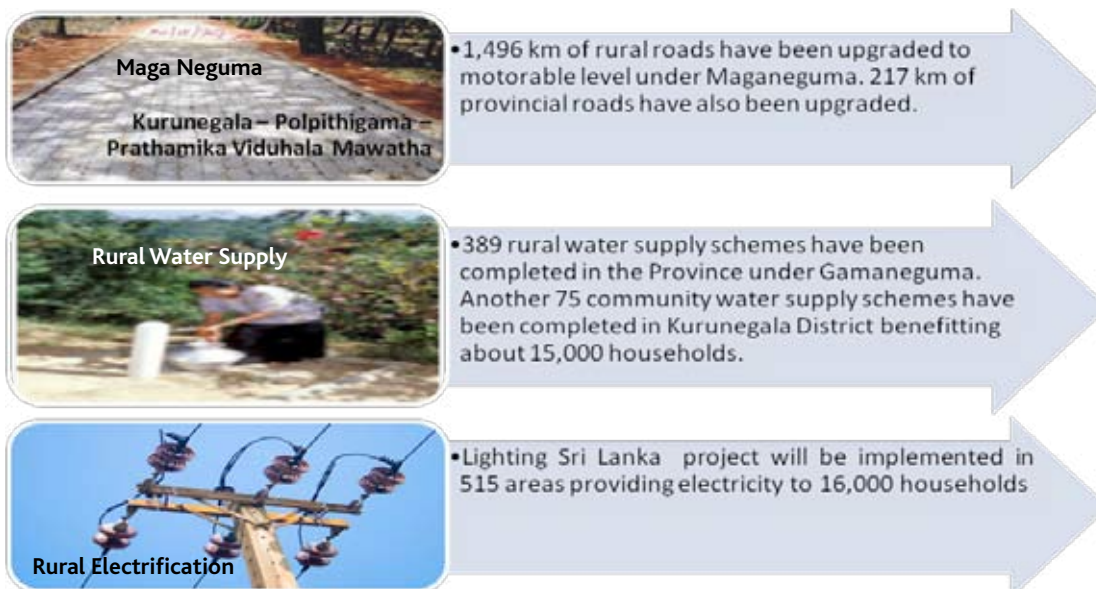 Maga Neguma
Kurunegala – Polpithigama –
Prathamika Viduhala Mawatha
•1,496 km of rural roads have been upgraded to
motorable level under Maganeguma. 217 km of
provincial roads have also been upgraded.
Rural Water Supply
•389 rural water supply schemes have been
completed in the Province under Gamaneguma.
Another 75 community water supply schemes have
been completed in Kurunegala District benefitting
about 15,000 households.
Rural Electrification
•Lighting Sri Lanka project will be implemented in
515 areas providing electricity to 16,000 households